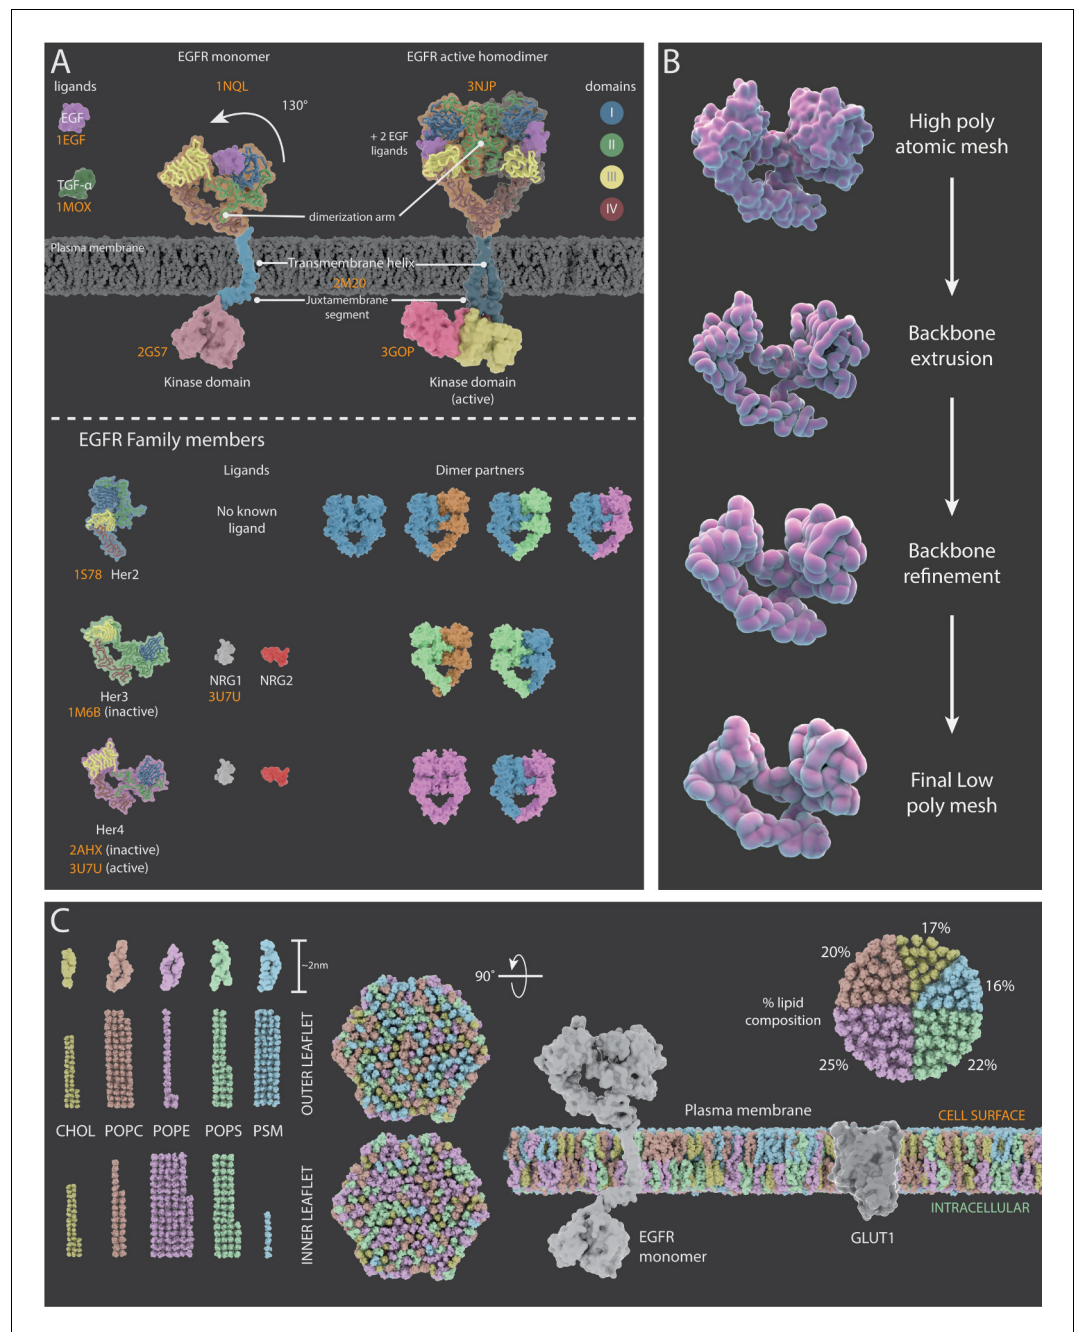 A
EGFR monomer
EGFR active homodimer
ligands
1NQL
3NJP
domains
130°
EGF
1EGF
I
+ 2 EGF
ligands
II
TGF-α
1MOX
III
IV
dimerization arm
Plasma membrane
Transmembrane helix
2M20
Juxtamembrane
segment
2GS7
3GOP
Kinase domain
Kinase domain
(active)
EGFR Family members
Ligands
Dimer partners
No known
ligand
1S78 Her2
NRG1
NRG2
3U7U
Her3
1M6B (inactive)
Her4
2AHX (inactive)
3U7U (active)
B
High poly
atomic mesh
Backbone
extrusion
Backbone
refinement
Final Low
poly mesh
C
~2nm
90°
OUTER LEAFLET
CHOL POPC POPE POPS PSM
INNER LEAFLET
17%
20%
16%
% lipid
composition
25%
22%
Plasma membrane
CELL SURFACE
INTRACELLULAR
EGFR
monomer
GLUT1